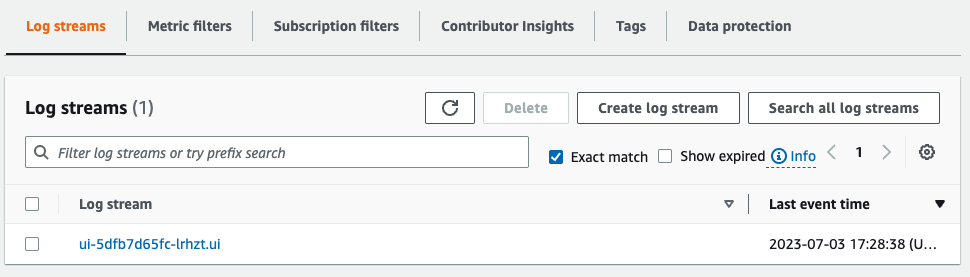 Log streams Metric filters Subscription filters Contributor Insights Tags Data protection
Log streams (1) Delete Create log stream Search all log streams
Filter log streams or try prefix search Exact match Show expired Info 1
Log stream Last event time
ui-5dfb7d65fc-lrhzt.ui 2023-07-03 17:28:38 (U...